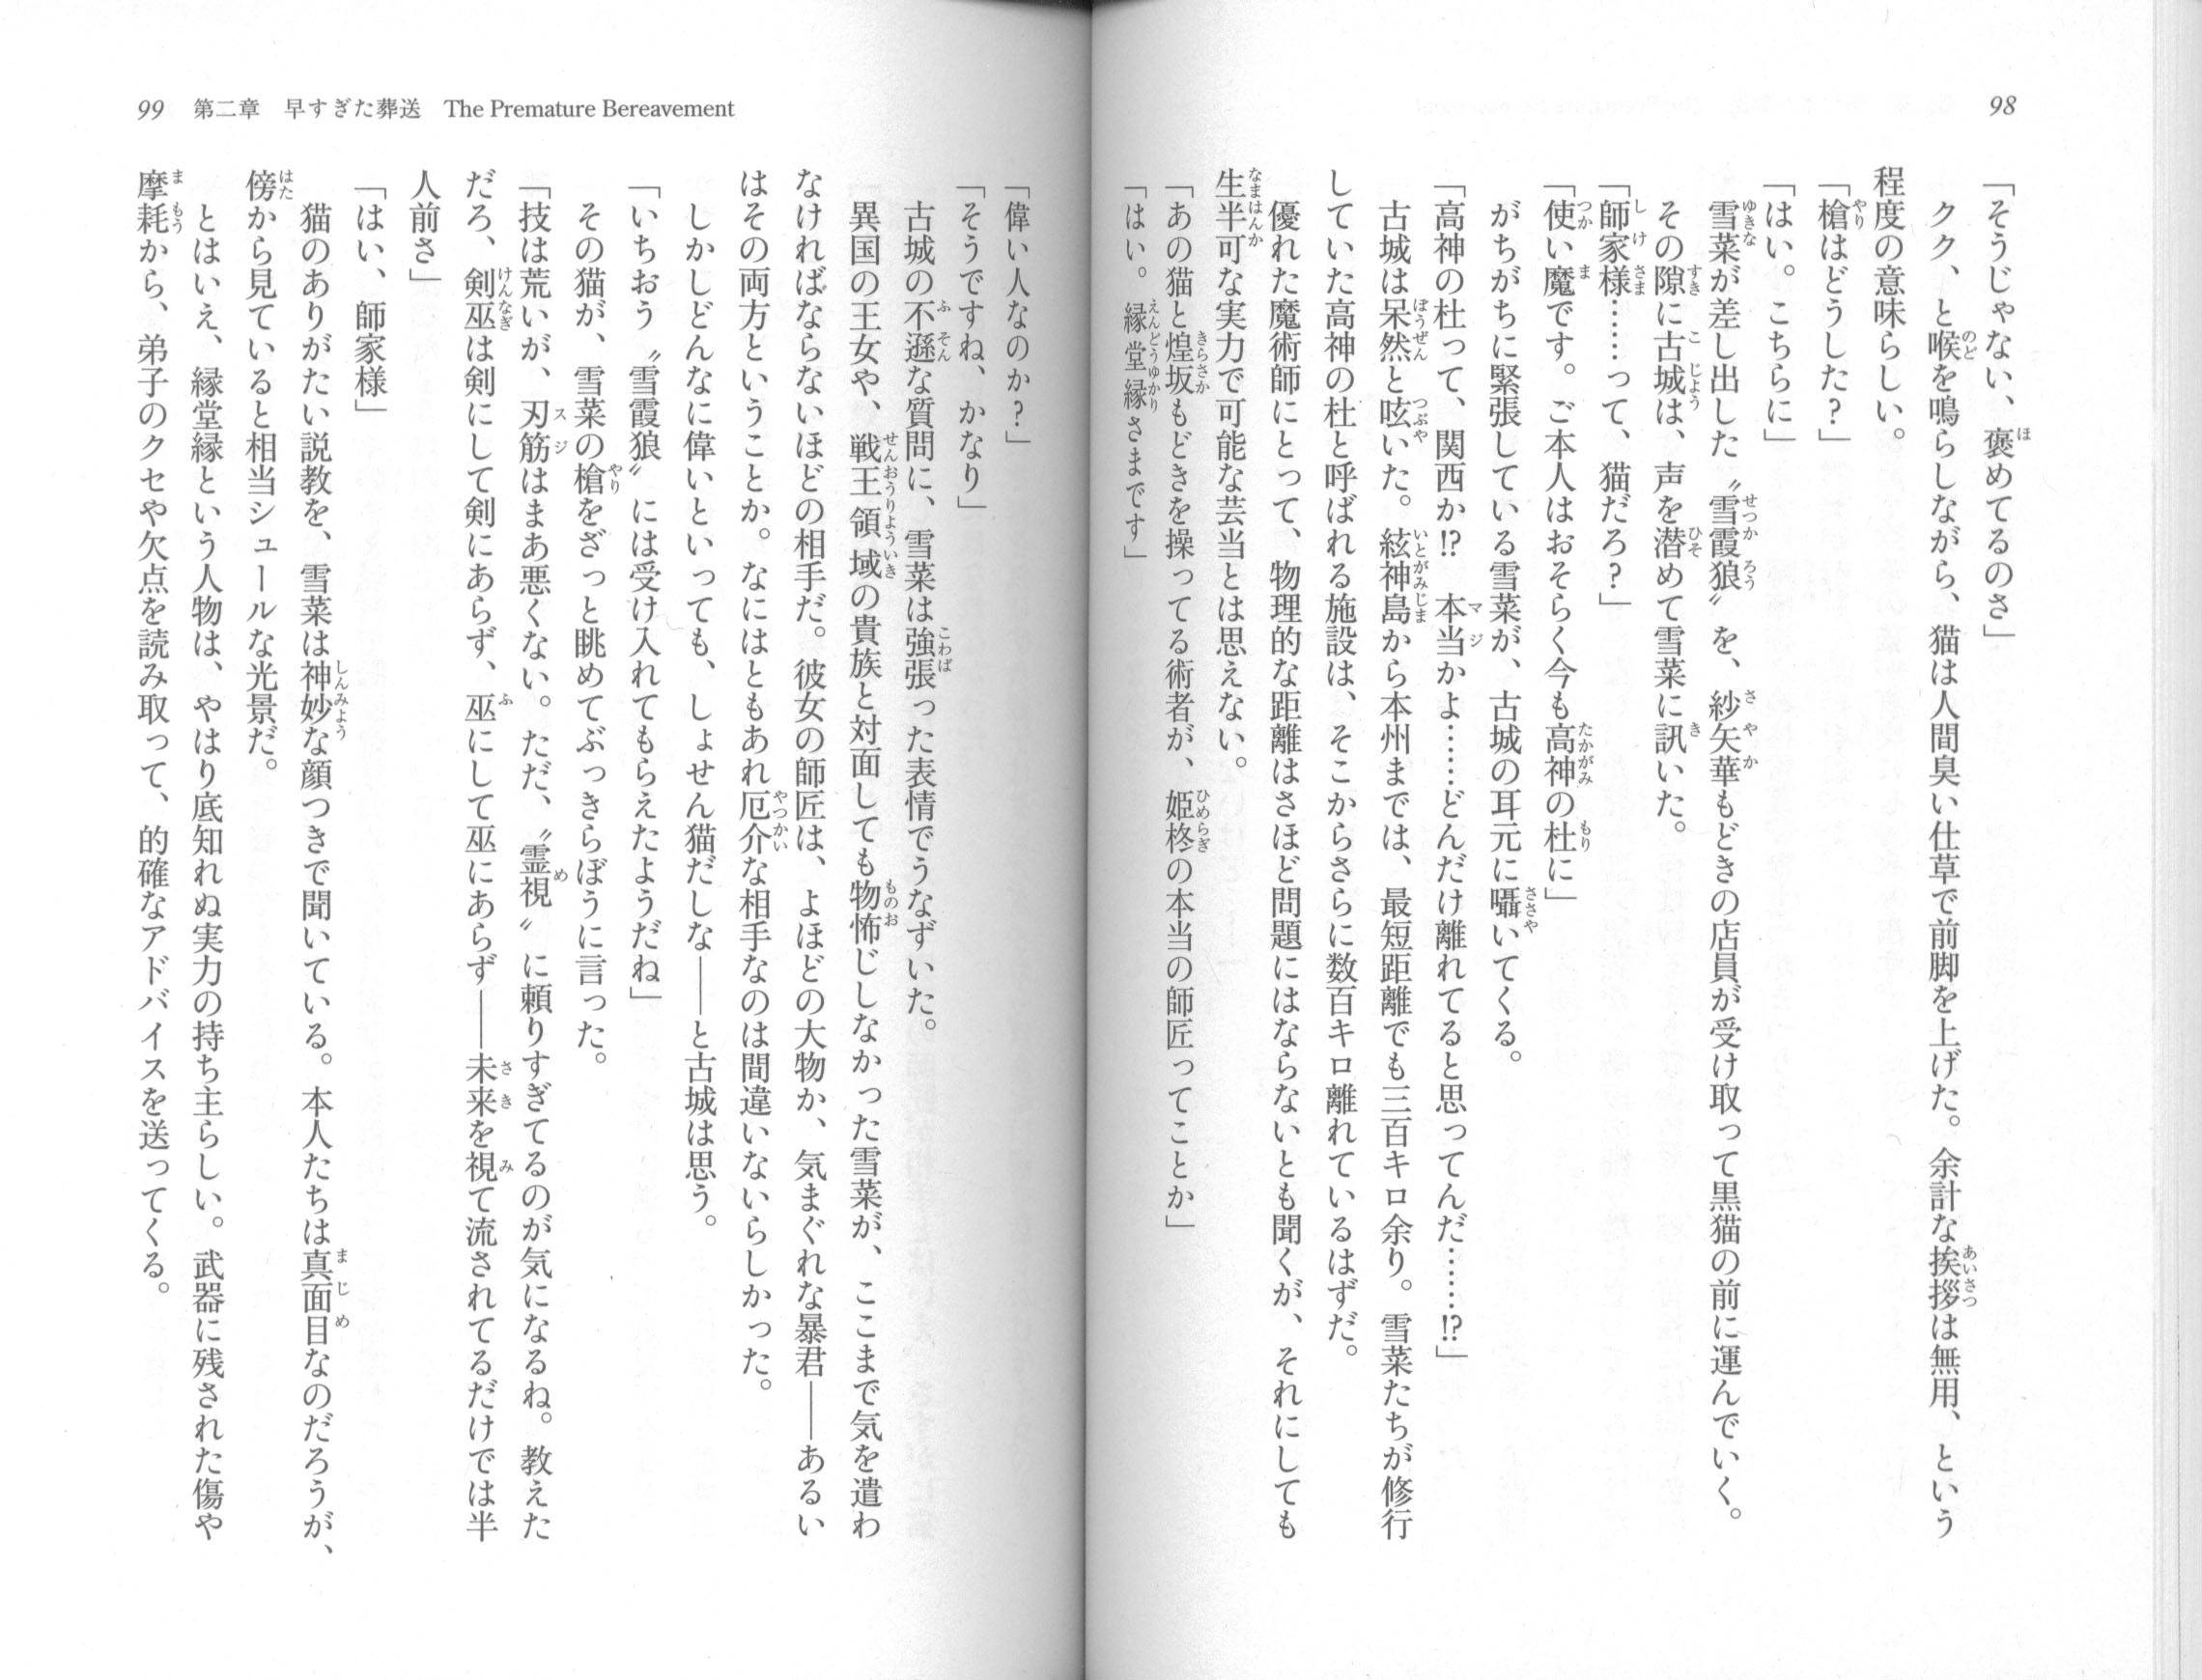 98
「そうじゃない、褒めてるのさ」
クク、と喉を鳴らしながら、猫は人間臭い仕草で前脚を上げた。余計な挨拶は無用、という
程度の意味らしい。
「槍はどうした？」
「はい。こちらに」
雪菜が差し出した〝雪霞狼〟を、紗矢華もどきの店員が受け取って黒猫の前に運んでいく。
その隙に古城は、声を潜めて雪菜に訊いた。
「師家様……って、猫だろ？」
「使い魔です。ご本人はおそらく今も高神の杜に」
がちがちに緊張している雪菜が、古城の耳元に囁いてくる。
「高神の杜って、関西か⁉　本当かよ……どんだけ離れてると思ってんだ……⁉」
古城は呆然と呟いた。絃神島から本州までは、最短距離でも三百キロ余り。雪菜たちが修行
していた高神の杜と呼ばれる施設は、そこからさらに数百キロ離れているはずだ。
優れた魔術師にとって、物理的な距離はさほど問題にはならないとも聞くが、それにしても
生半可な実力で可能な芸当とは思えない。
「あの猫と煌坂もどきを操ってる術者が、姫柊の本当の師匠ってことか」
「はい。縁堂縁さまです」
99　第二章　早すぎた葬送　The Premature Bereavement
「偉い人なのか？」
「そうですね、かなり」
古城の不遜な質問に、雪菜は強張った表情でうなずいた。
異国の王女や、戦王領域の貴族と対面しても物怖じしなかった雪菜が、ここまで気を遣わ
なければならないほどの相手だ。彼女の師匠は、よほどの大物か、気まぐれな暴君――あるい
はその両方ということか。なにはともあれ厄介な相手なのは間違いないらしかった。
しかしどんなに偉いといっても、しょせん猫だしな――と古城は思う。
「いちおう〝雪霞狼〟には受け入れてもらえたようだね」
その猫が、雪菜の槍をざっと眺めてぶっきらぼうに言った。
「技は荒いが、刃筋はまあ悪くない。ただ、〝霊視〟に頼りすぎてるのが気になるね。教えた
だろ、剣巫は剣にして剣にあらず、巫にして巫にあらず――未来を視て流されてるだけでは半
人前さ」
「はい、師家様」
猫のありがたい説教を、雪菜は神妙な顔つきで聞いている。本人たちは真面目なのだろうが、
傍から見ていると相当シュールな光景だ。
とはいえ、縁堂縁という人物は、やはり底知れぬ実力の持ち主らしい。武器に残された傷や
摩耗から、弟子のクセや欠点を読み取って、的確なアドバイスを送ってくる。